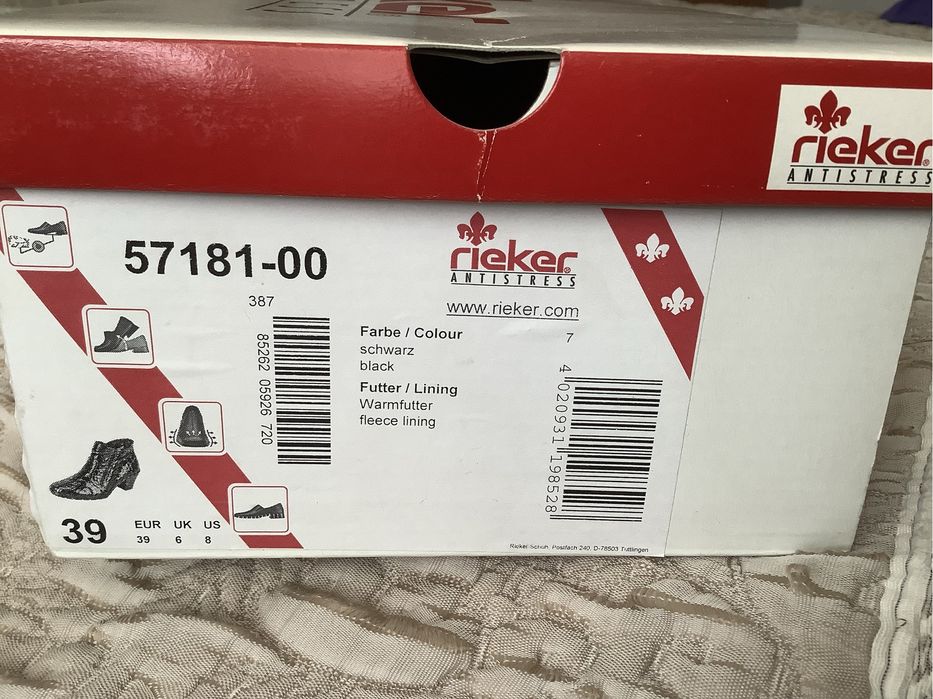 rieker
ANTISTRESS
57181-00
rieker
ANTISTRESS
www.rieker.com
387
85262 05926 720
Farbe / Colour
schwarz
black
Futter / Lining
Warmfutter
fleece lining
7
4 020931 198528
39
EUR UK US
39 6 8
Rieker Schuh, Postfach 240, D-78503 Tuttlingen